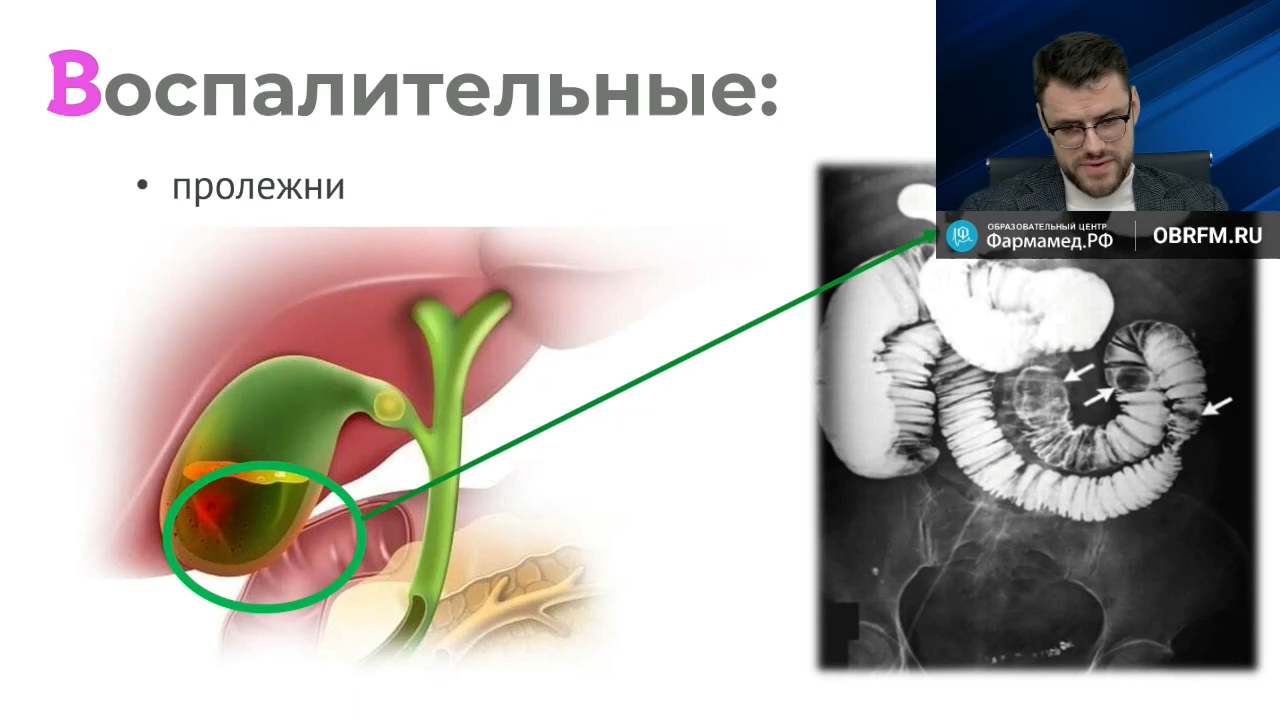 Воспалительные:
• пролежни
ОБРАЗОВАТЕЛЬНЫЙ ЦЕНТР
Фармамед.РФ
OBRFM.RU